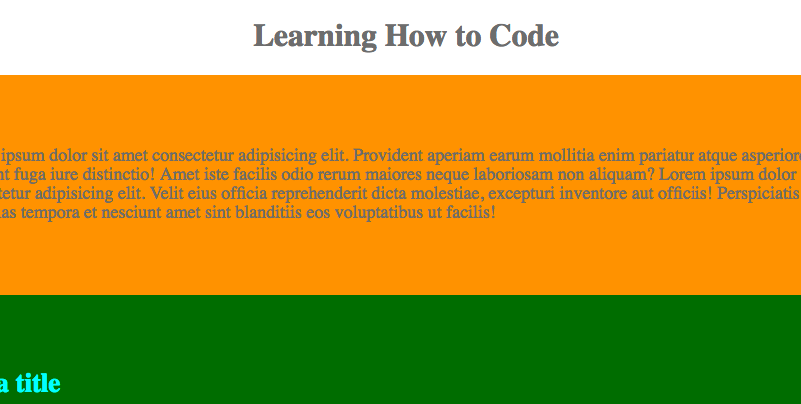 Learning How to Code
ipsum dolor sit amet consectetur adipisicing elit. Provident aperiam earum mollitia enim pariatur atque asperiore
nt fuga iure distinctio! Amet iste facilis odio rerum maiores neque laboriosam non aliquam? Lorem ipsum dolor
tetur adipisicing elit. Velit eius officia reprehenderit dicta molestiae, excepturi inventore aut officiis! Perspiciatis
as tempora et nesciunt amet sint blanditiis eos voluptatibus ut facilis!
a title